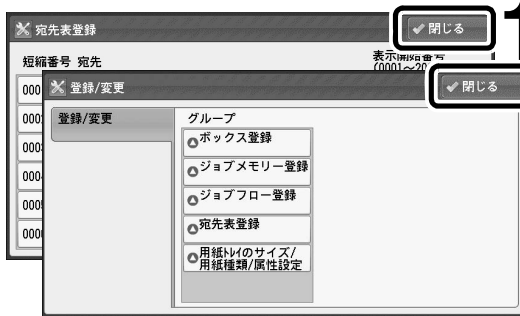 宛先表登録
閉じる
1
短縮番号 宛先
表示開始番号
(0001～20
000
登録/変更
閉じる
000
登録/変更
グループ
000
ボックス登録
000
ジョブメモリー登録
000
ジョブフロー登録
000
宛先表登録
用紙トレイのサイズ/
用紙種類/属性設定